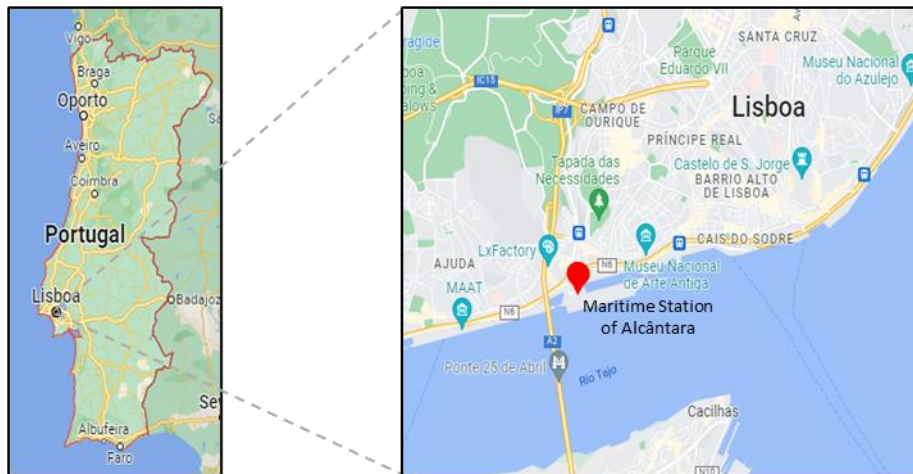 Vigo
Braga
Oporto
Aveiro
Coimbra
Portugal
Lisboa
Badajoz
Albufeira
Faro
IC15
IP7
SANTA CRUZ
Parque
Eduardo VII
Museu Nacional
do Azulejo
Lisboa
CAMPO DE
OURIQUE
PRÍNCIPE REAL
Tapada das
Necesidades
Castelo de S. Jorge
BARRIO ALTO
DE LISBOA
LxFactory
AJUDA
CAIS DO SODRE
N6
Museu Nacional
de Arte Antiga
MAAT
N6
Maritime Station
of Alcântara
A2
Ponte 25 de Abril
Rio Tajo
Cacilhas
N10